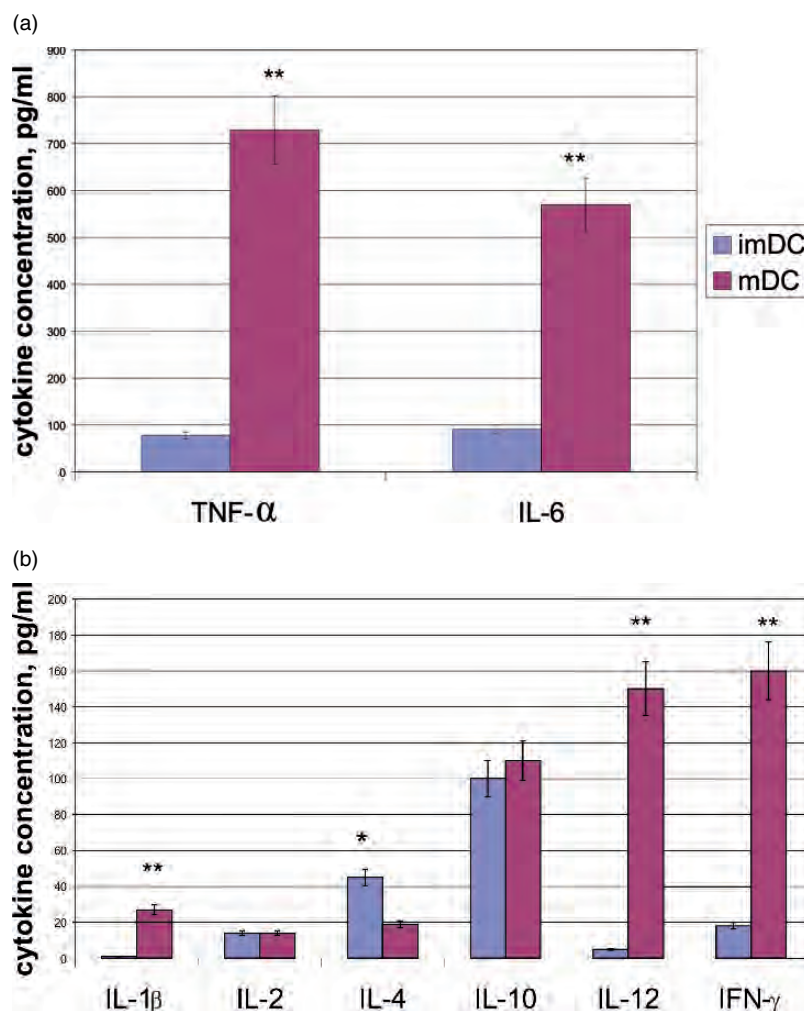 (a)
cytokine concentration, pg/ml
900
800
700
600
500
400
300
200
100
0
**
**
TNF-α
IL-6
imDC
mDC
(b)
cytokine concentration, pg/ml
200
180
160
140
120
100
80
60
40
20
0
**
*
**
**
IL-1β
IL-2
IL-4
IL-10
IL-12
IFN-γ